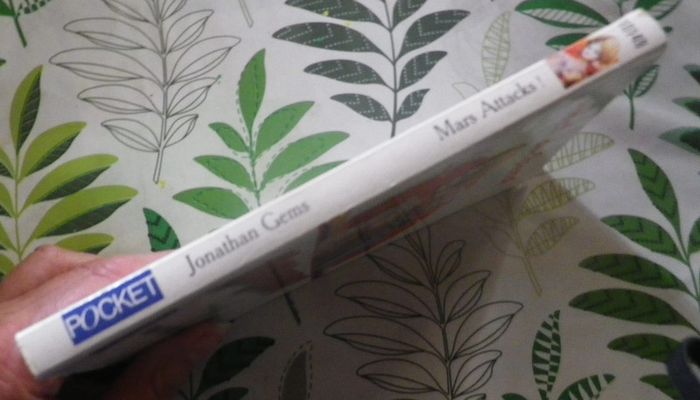 POCKET
Jonathan Gems
Mars Attacks !